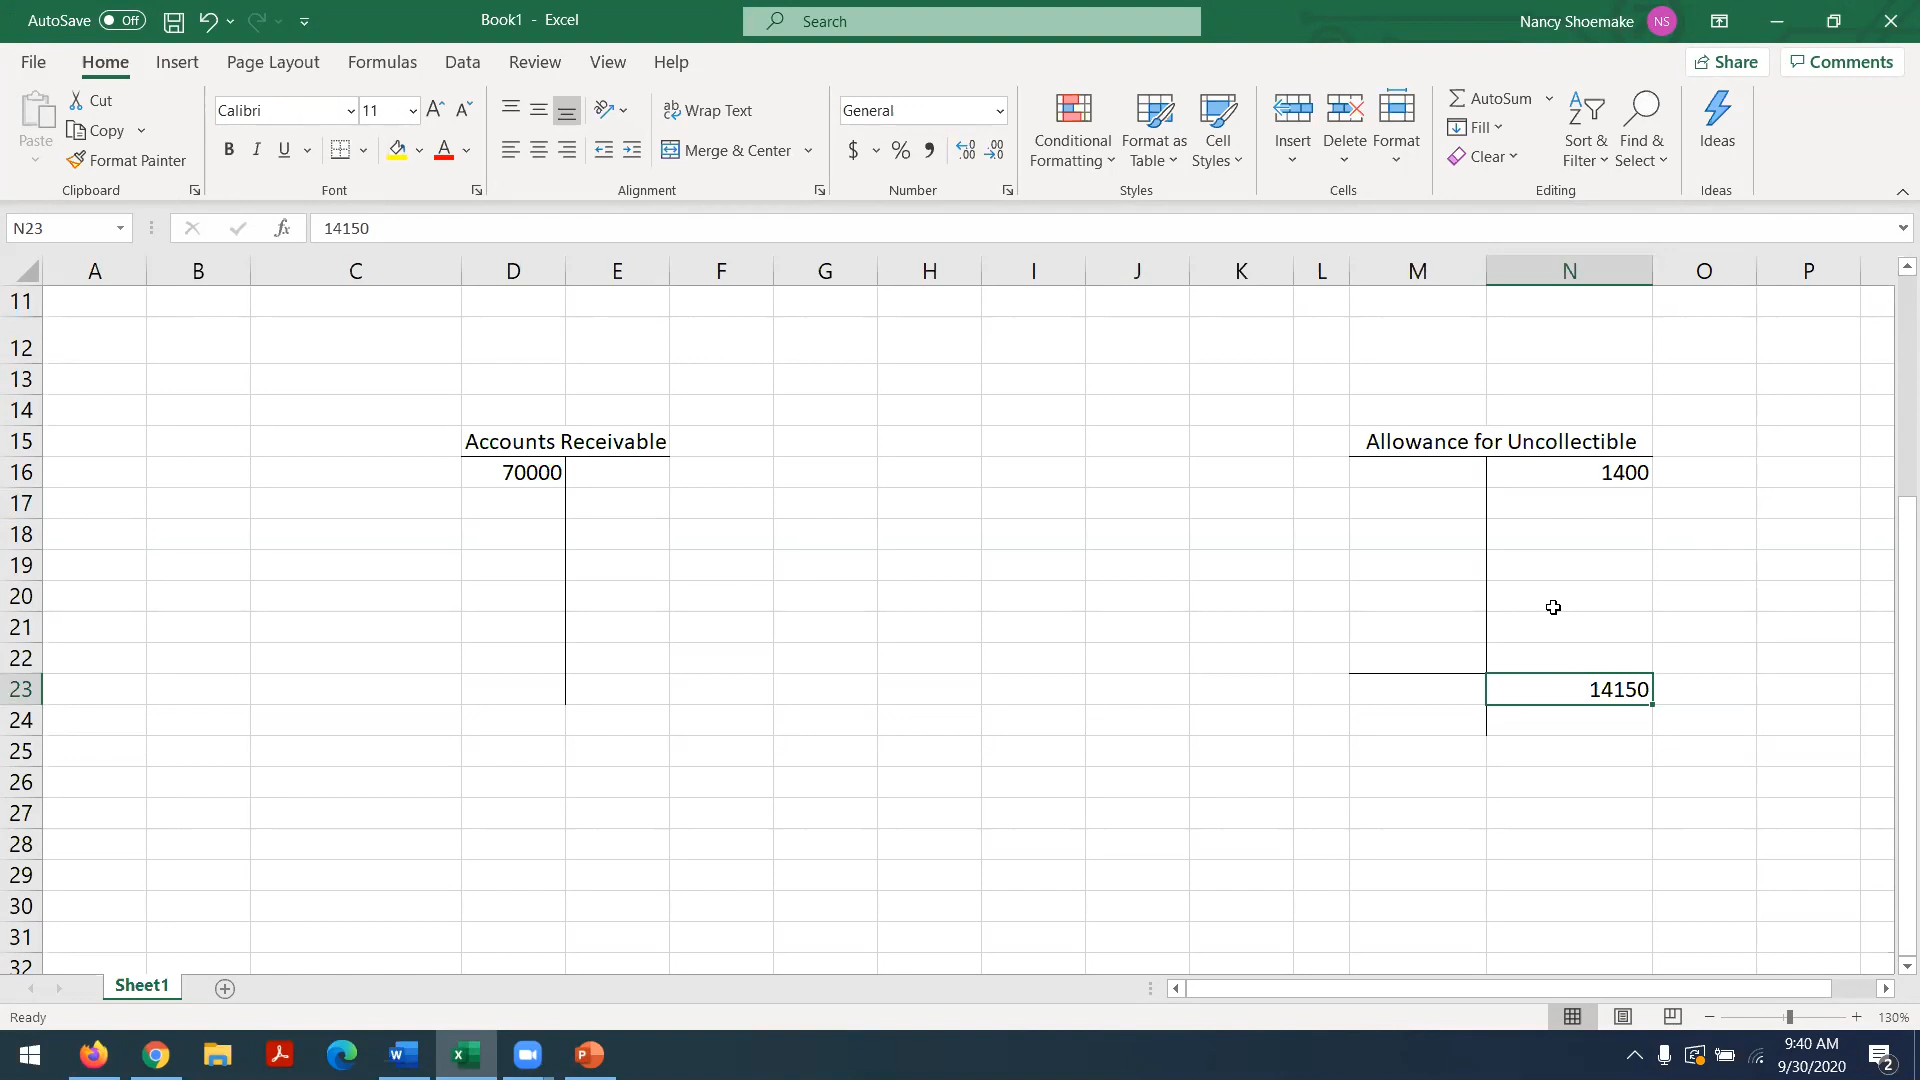 AutoSave Off
Book1 - Excel
Search
Nancy Shoemake NS
File Home Insert Page Layout Formulas Data Review View Help
Share Comments
Paste
Cut
Copy
Format Painter
Clipboard
Calibri 11
B I U A
Font
Wrap Text
Merge & Center
Alignment
General
$ % ,
Number
Conditional Formatting
Format as Table
Cell Styles
Styles
Insert Delete Format
Cells
AutoSum
Fill
Clear
Sort & Filter
Find & Select
Editing
Ideas
Ideas
N23 fx 14150
A B C D E F G H I J K L M N O P
11
12
13
14
15 Accounts Receivable Allowance for Uncollectible
16 70000 1400
17
18
19
20
21
22
23 14150
24
25
26
27
28
29
30
31
32
Sheet1
Ready
130%
9:40 AM
9/30/2020
2